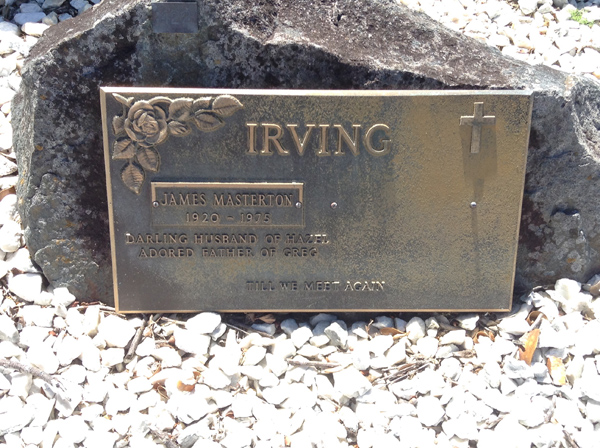 IRVING
JAMES MASTERTON
1920 - 1975
DARLING HUSBAND OF HAZEL
ADORED FATHER OF GREG
TILL WE MEET AGAIN